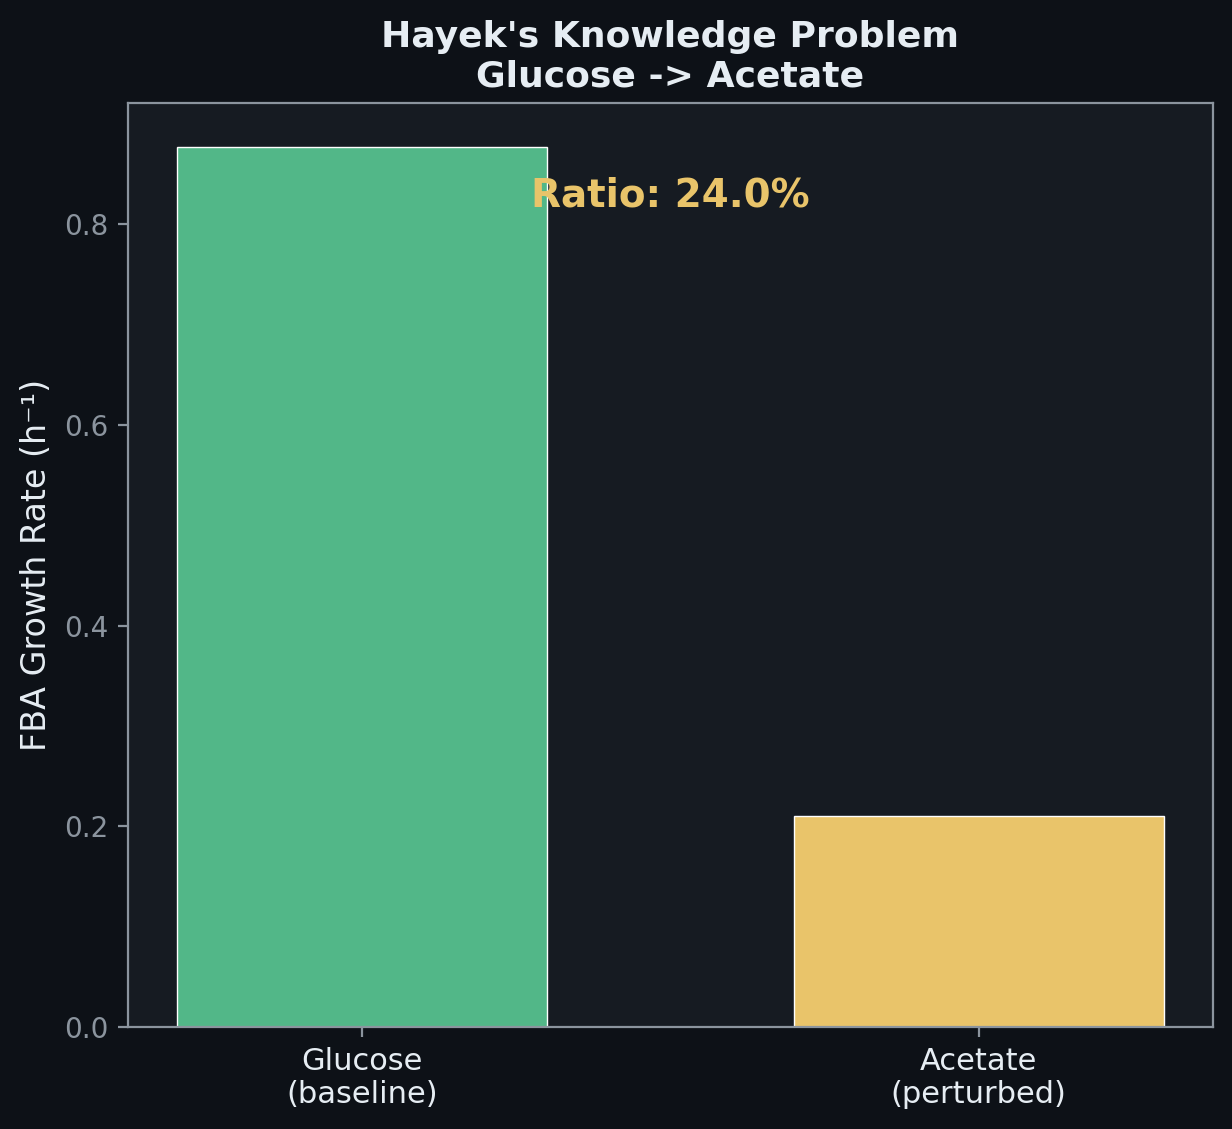 Hayek's Knowledge Problem
Glucose -> Acetate
Ratio: 24.0%
FBA Growth Rate (h⁻¹)
0.8
0.6
0.4
0.2
0.0
Glucose
(baseline)
Acetate
(perturbed)